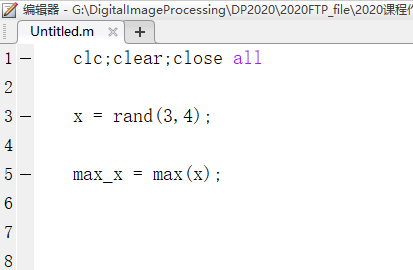 编辑器 - G:\DigitalImageProcessing\DP2020\2020FTP_file\2020课程
Untitled.m × +
1 — clc;clear;close all
2
3 — x = rand(3,4);
4
5 — max_x = max(x);
6
7
8